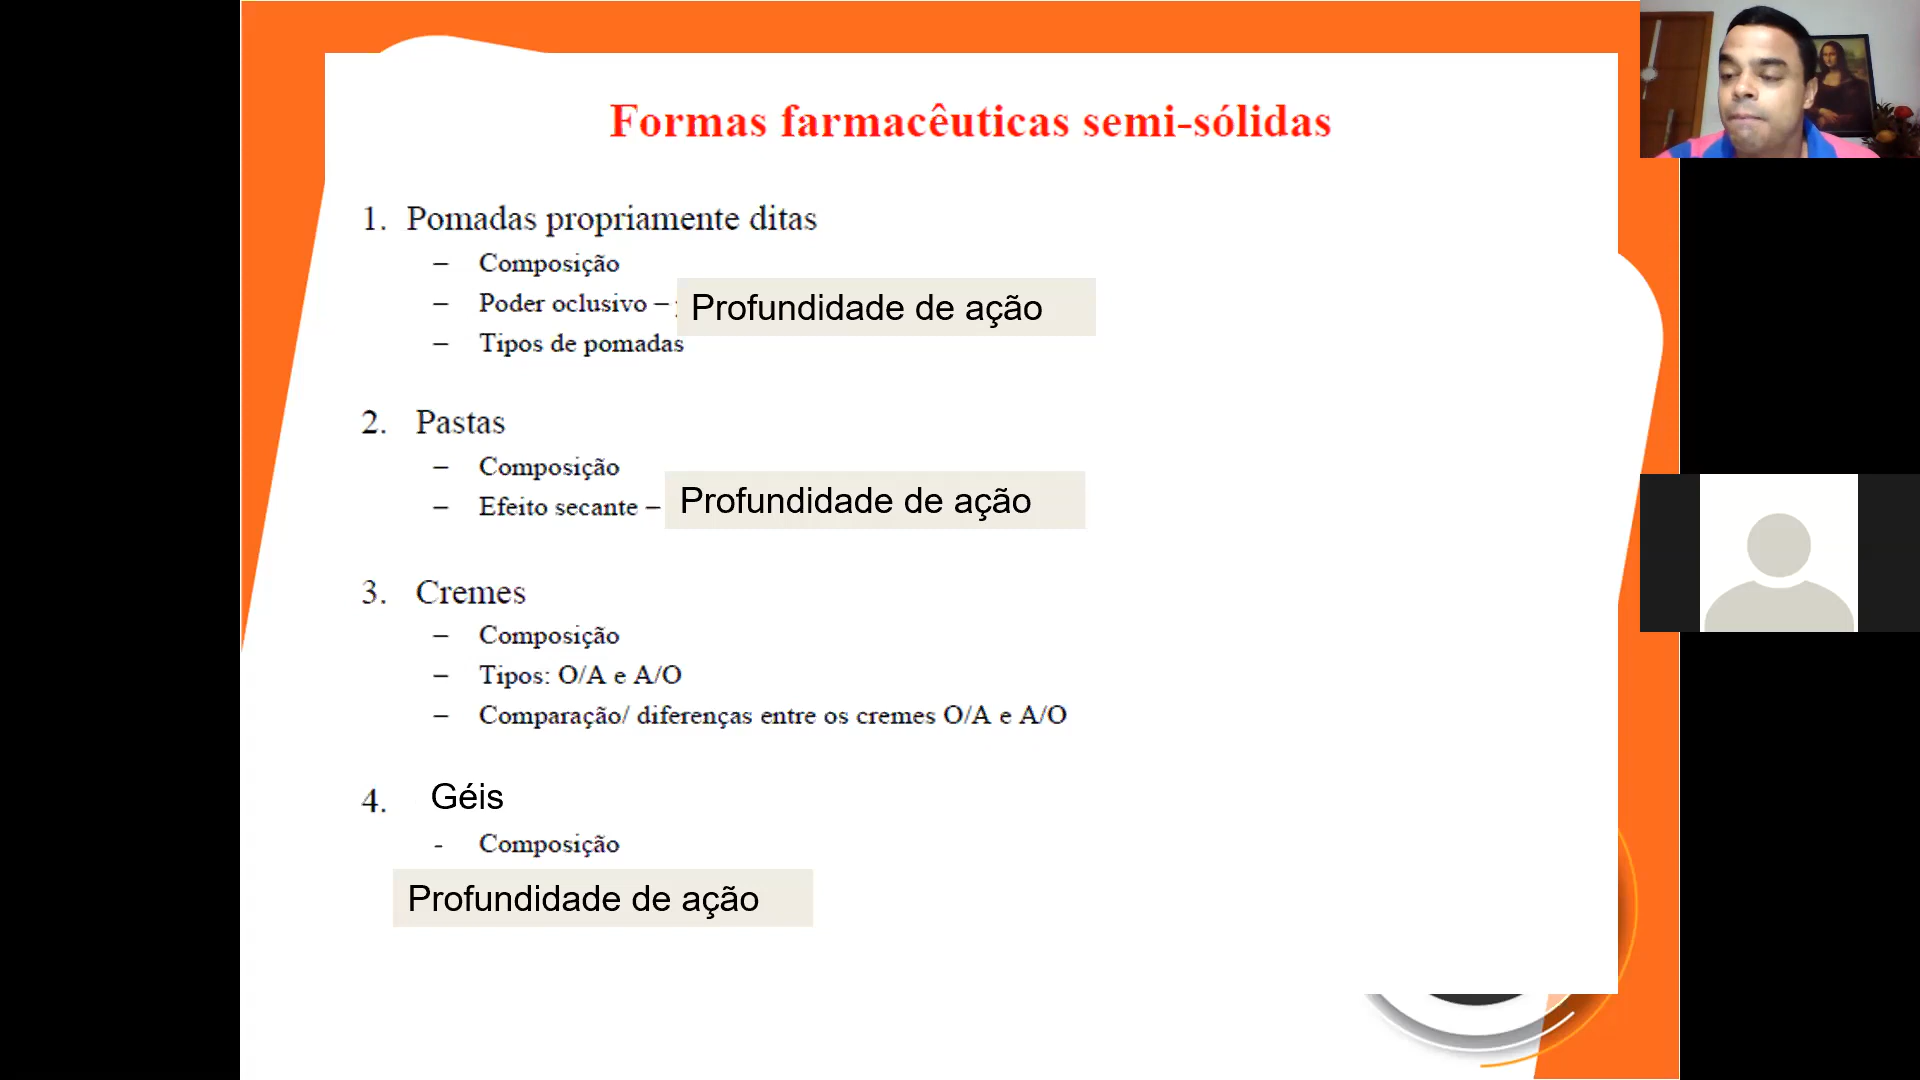 Formas farmacêuticas semi-sólidas
1. Pomadas propriamente ditas
– Composição
– Poder oclusivo – Profundidade de ação
– Tipos de pomadas
2. Pastas
– Composição
– Efeito secante – Profundidade de ação
3. Cremes
– Composição
– Tipos: O/A e A/O
– Comparação/ diferenças entre os cremes O/A e A/O
4. Géis
- Composição
Profundidade de ação